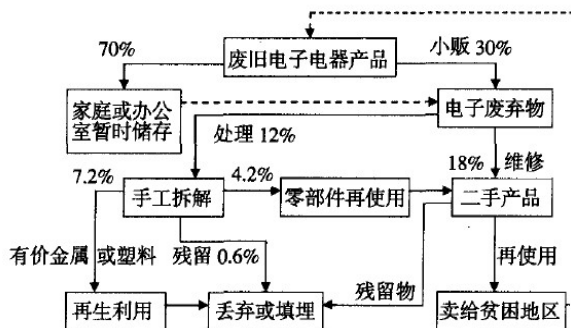 70%
废旧电子电器产品
小贩 30%
家庭或办公
室暂时储存
电子废弃物
处理 12%
18%
维修
7.2%
手工拆解
4.2%
零部件再使用
二手产品
有价金属
或塑料
残留 0.6%
残留物
再使用
再生利用
丢弃或填埋
卖给贫困地区